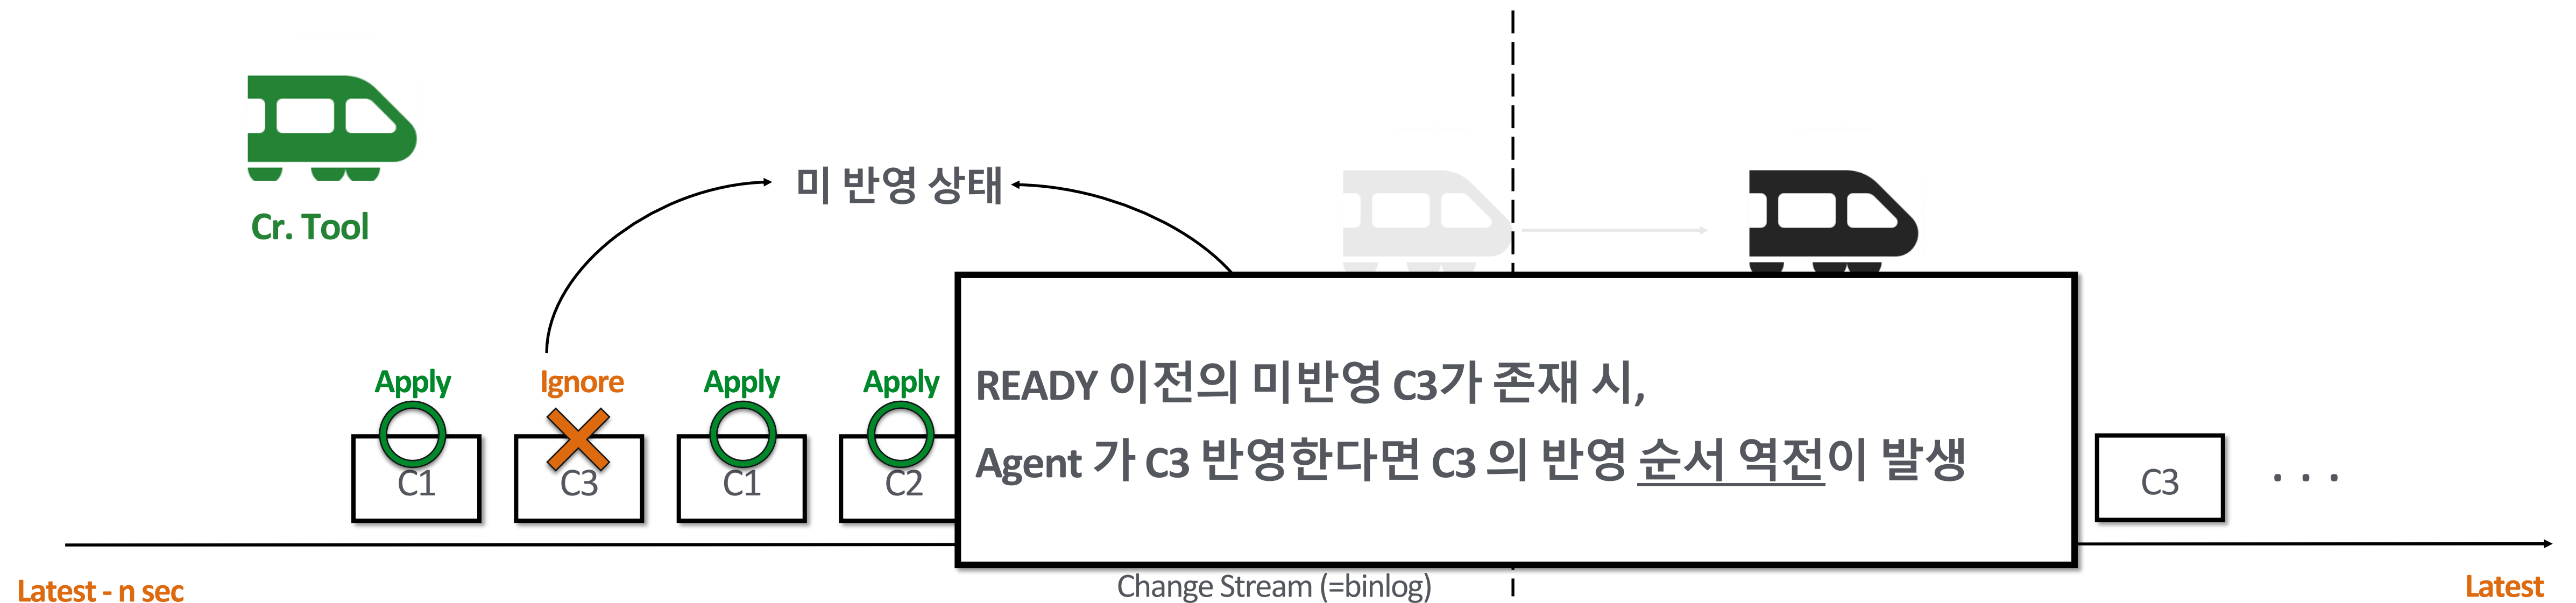 Cr. Tool
미 반영 상태
Apply
Ignore
Apply
Apply
C1
C3
C1
C2
READY 이전의 미반영 C3가 존재 시,
Agent 가 C3 반영한다면 C3 의 반영 순서 역전이 발생
C3
. . .
Latest - n sec
Change Stream (=binlog)
Latest